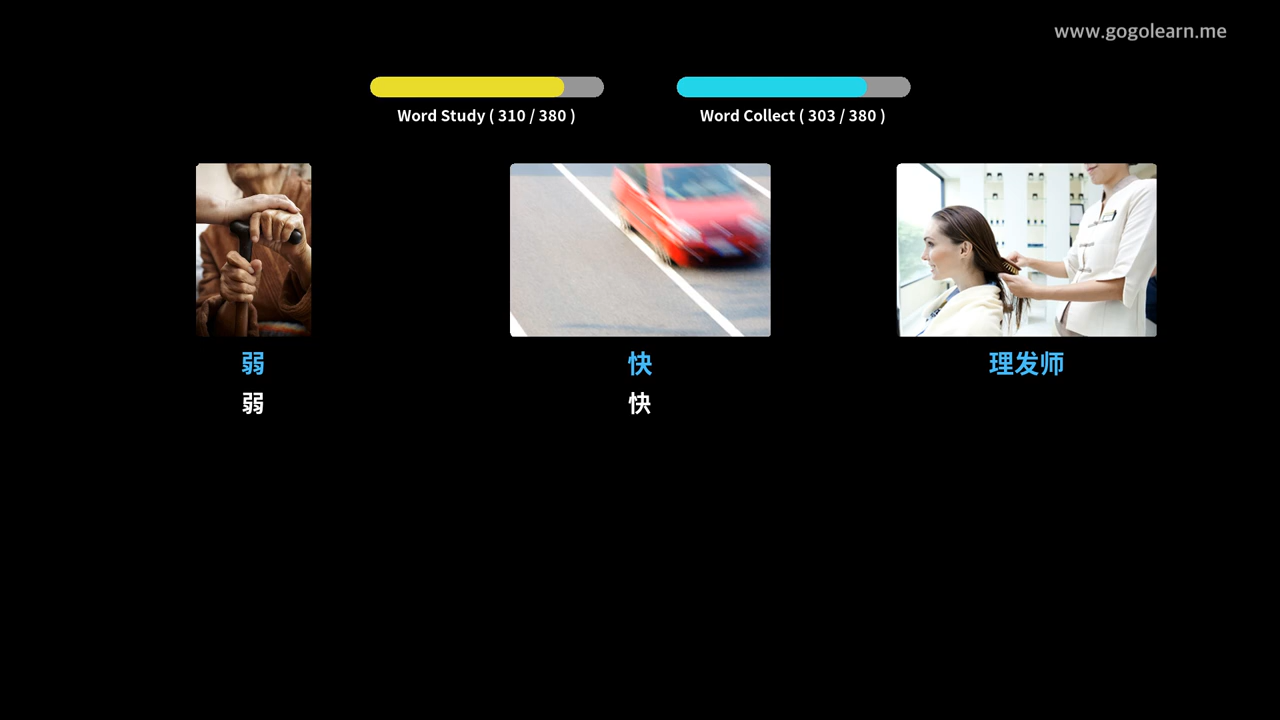 www.gogolearn.me
Word Study ( 310 / 380 )
Word Collect ( 303 / 380 )
弱
快
理发师
弱
快